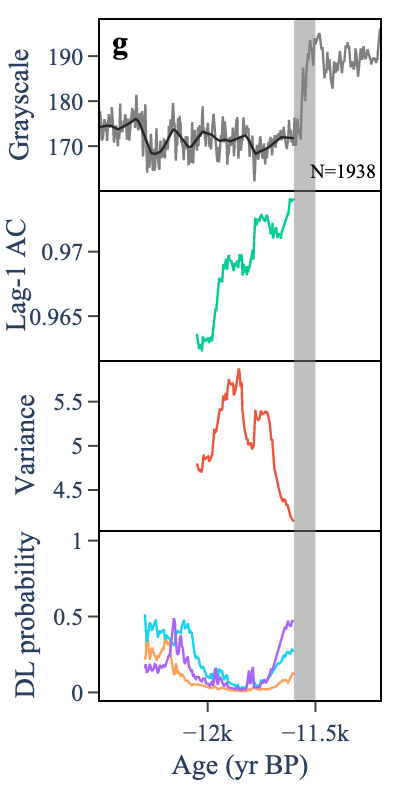 g
Grayscale
190
180
170
N=1938
Lag-1 AC
0.97
0.965
Variance
5.5
5
4.5
DL probability
1
0.5
0
−12k
−11.5k
Age (yr BP)